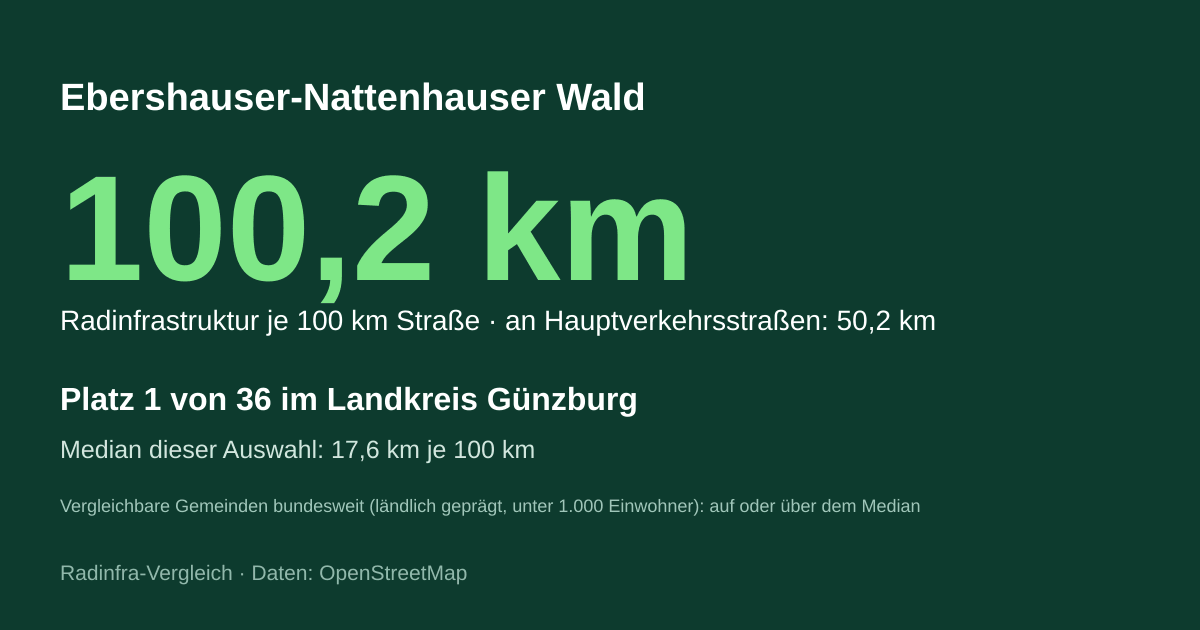 Ebershauser-Nattenhauser Wald
100,2 km
Radinfrastruktur je 100 km Straße · an Hauptverkehrsstraßen: 50,2 km
Platz 1 von 36 im Landkreis Günzburg
Median dieser Auswahl: 17,6 km je 100 km
Vergleichbare Gemeinden bundesweit (ländlich geprägt, unter 1.000 Einwohner): auf oder über dem Median
Radinfra-Vergleich · Daten: OpenStreetMap